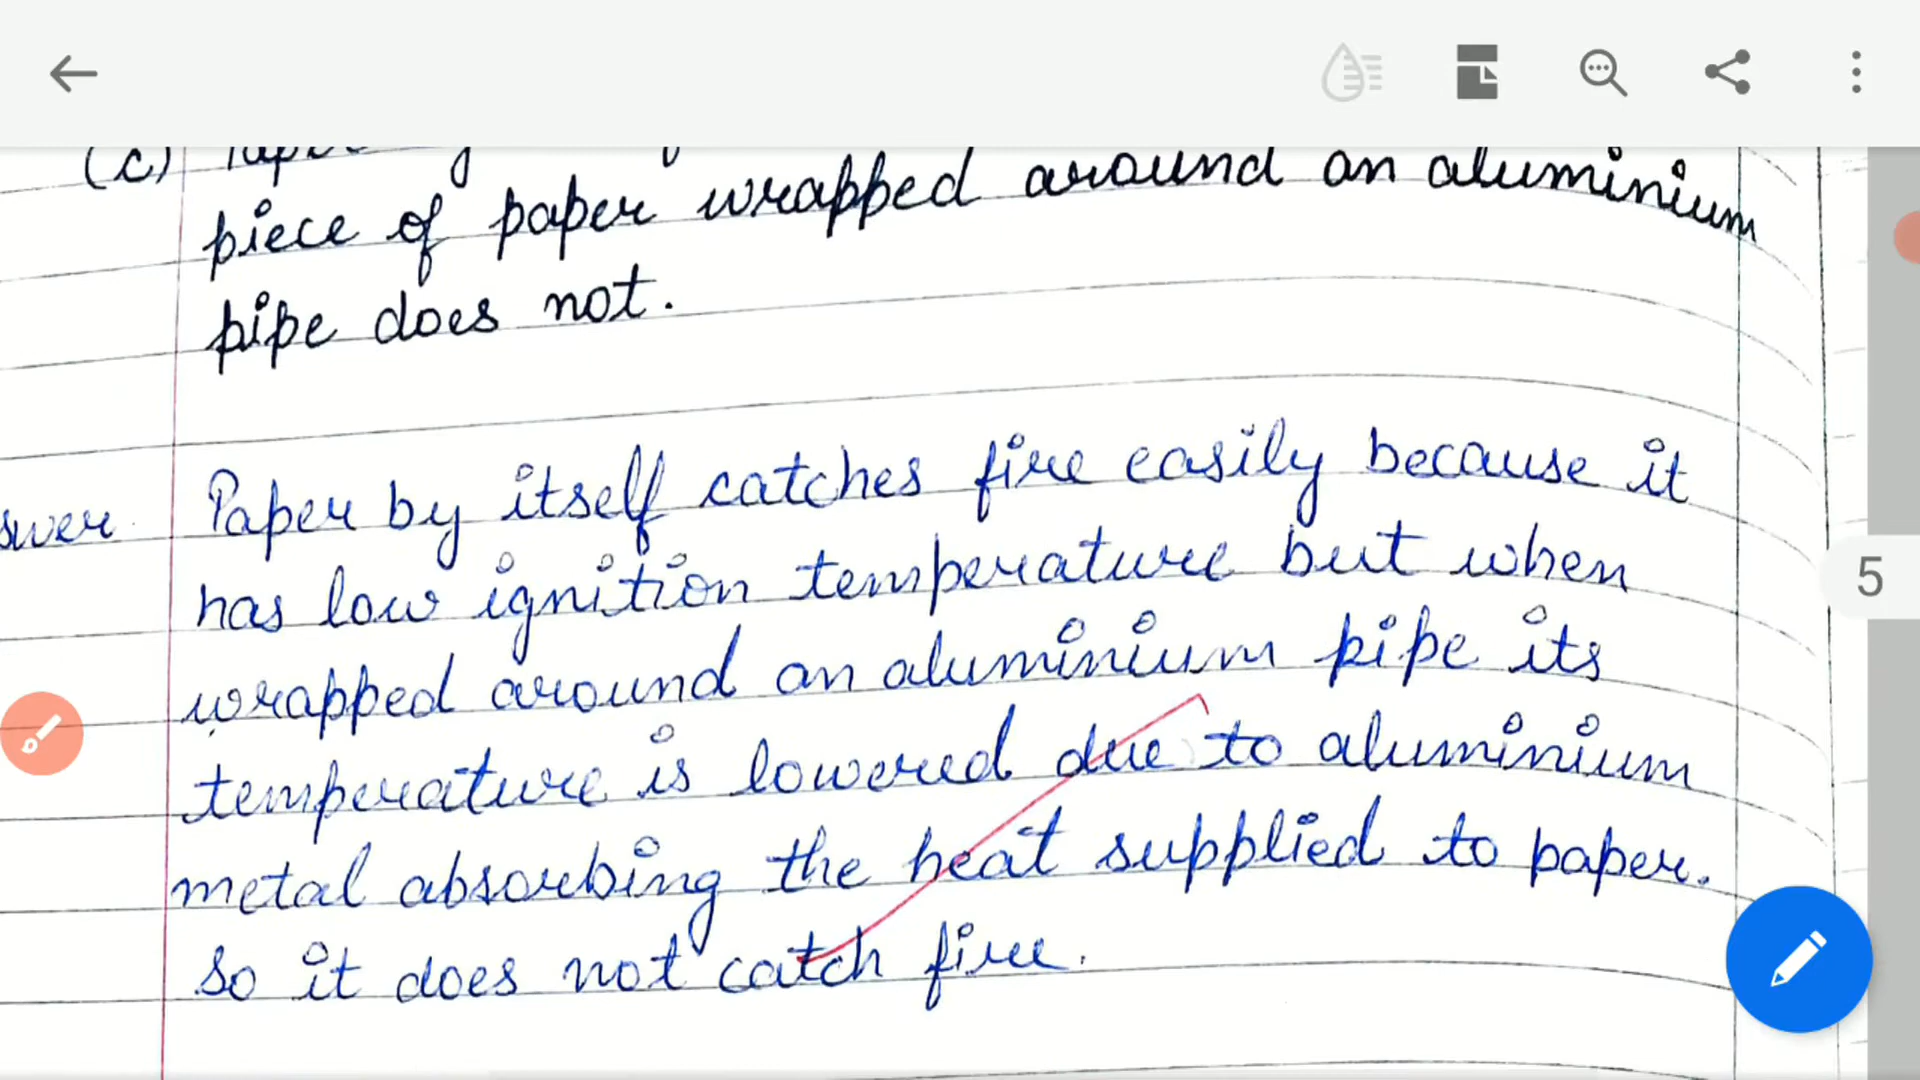 (c)
piece of paper wrapped around an aluminium
pipe does not.
swer Paper by itself catches fire easily because it
has low ignition temperature but when
wrapped around an aluminium pipe its
temperature is lowered due to aluminium
metal absorbing the heat supplied to paper.
so it does not catch fire.
5